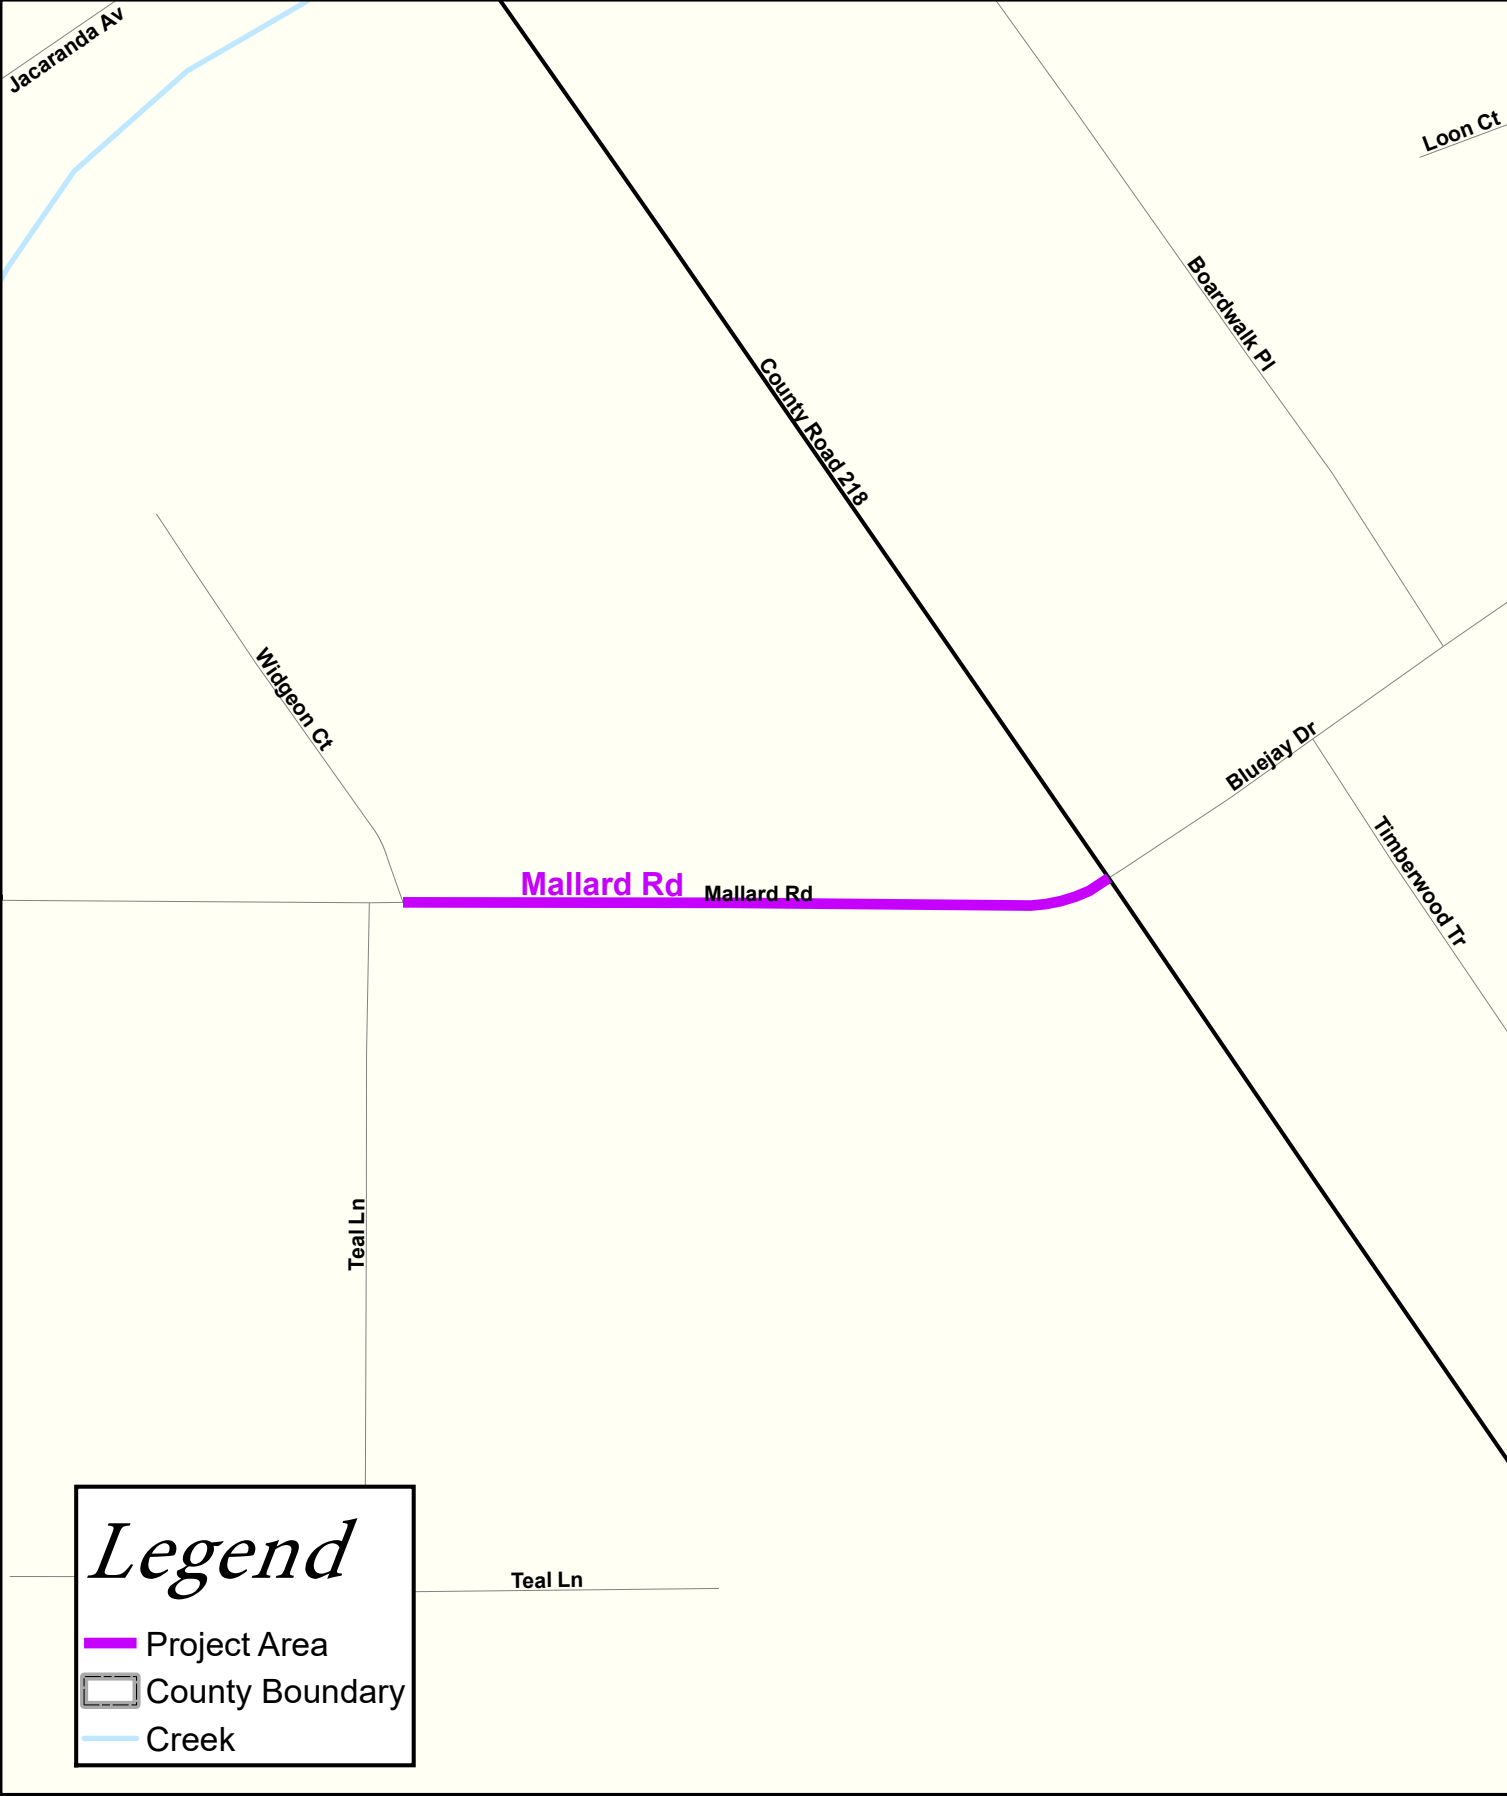 Jacaranda Av
Loon Ct
Boardwalk Pl
County Road 218
Widgeon Ct
Bluejay Dr
Timberwood Tr
Mallard Rd
Mallard Rd
Teal Ln
Legend
Teal Ln
Project Area
County Boundary
Creek